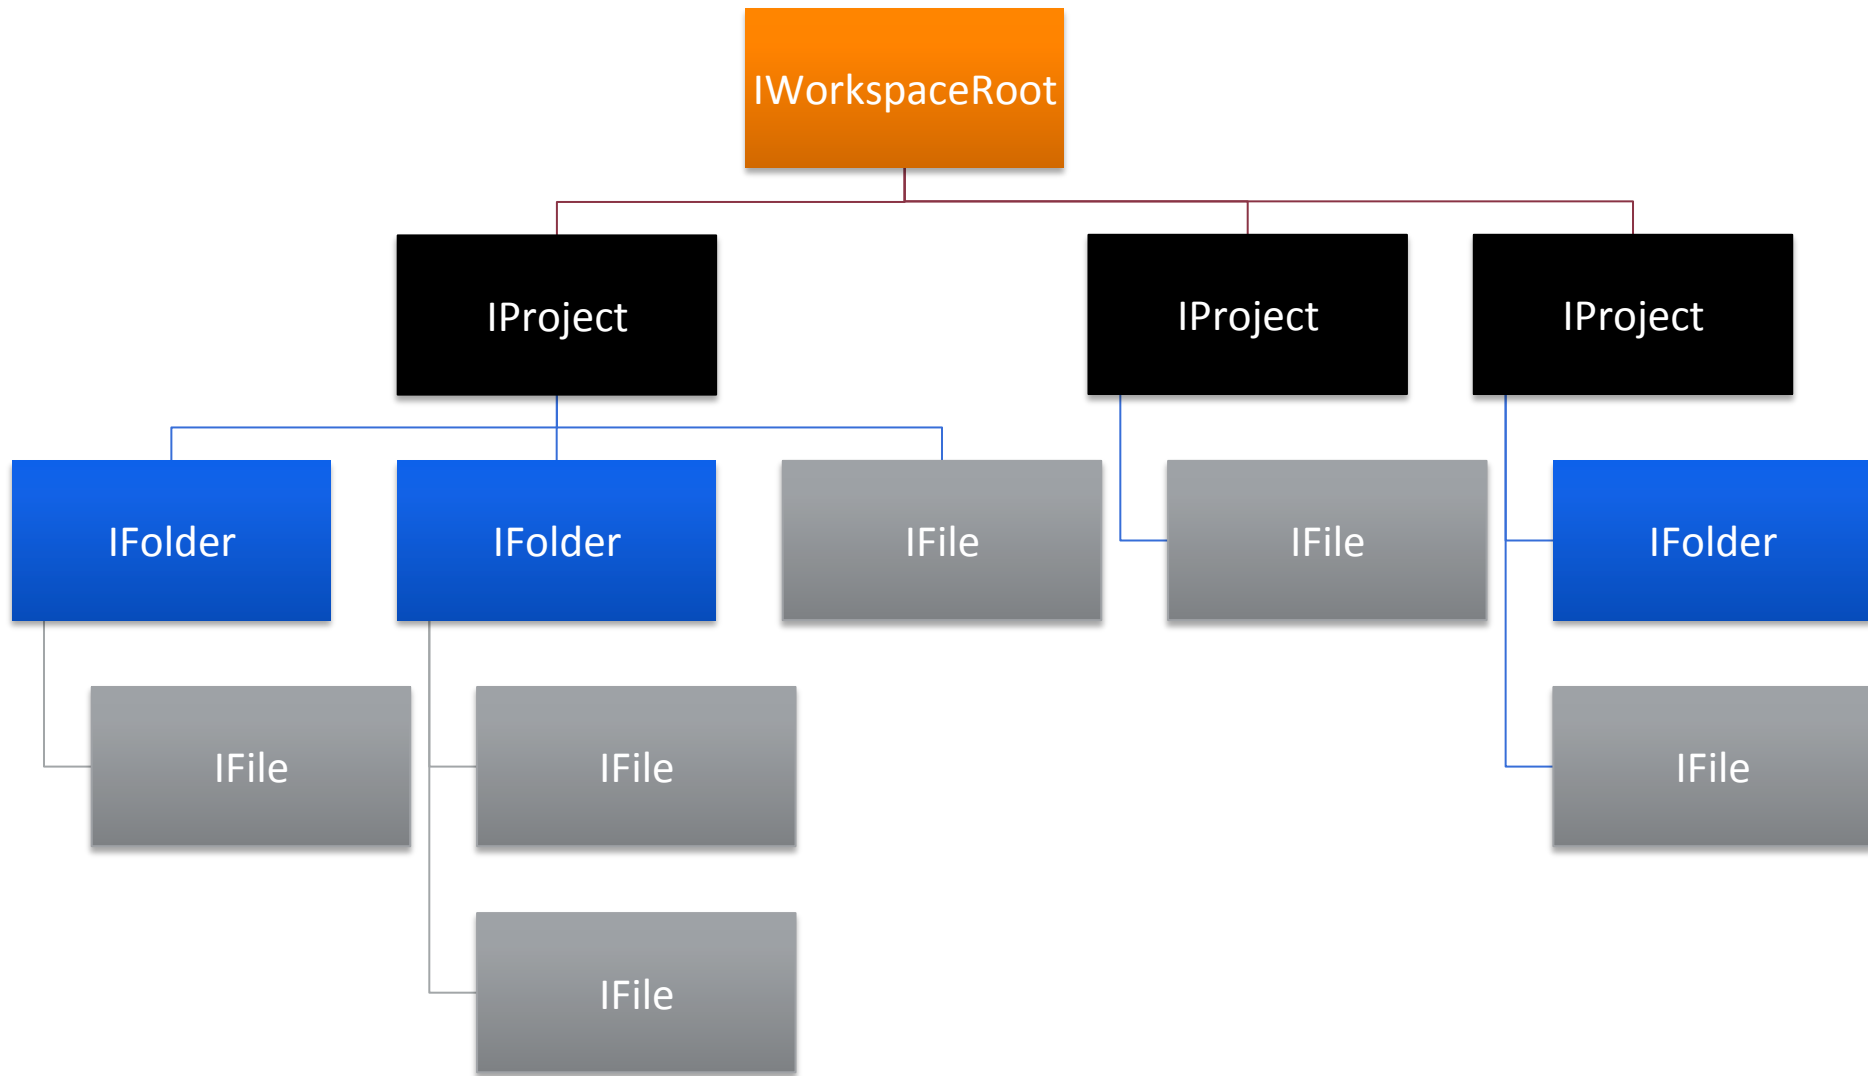 IWorkspaceRoot
IProject
IProject
IProject
IFolder
IFolder
IFile
IFile
IFolder
IFile
IFile
IFile
IFile